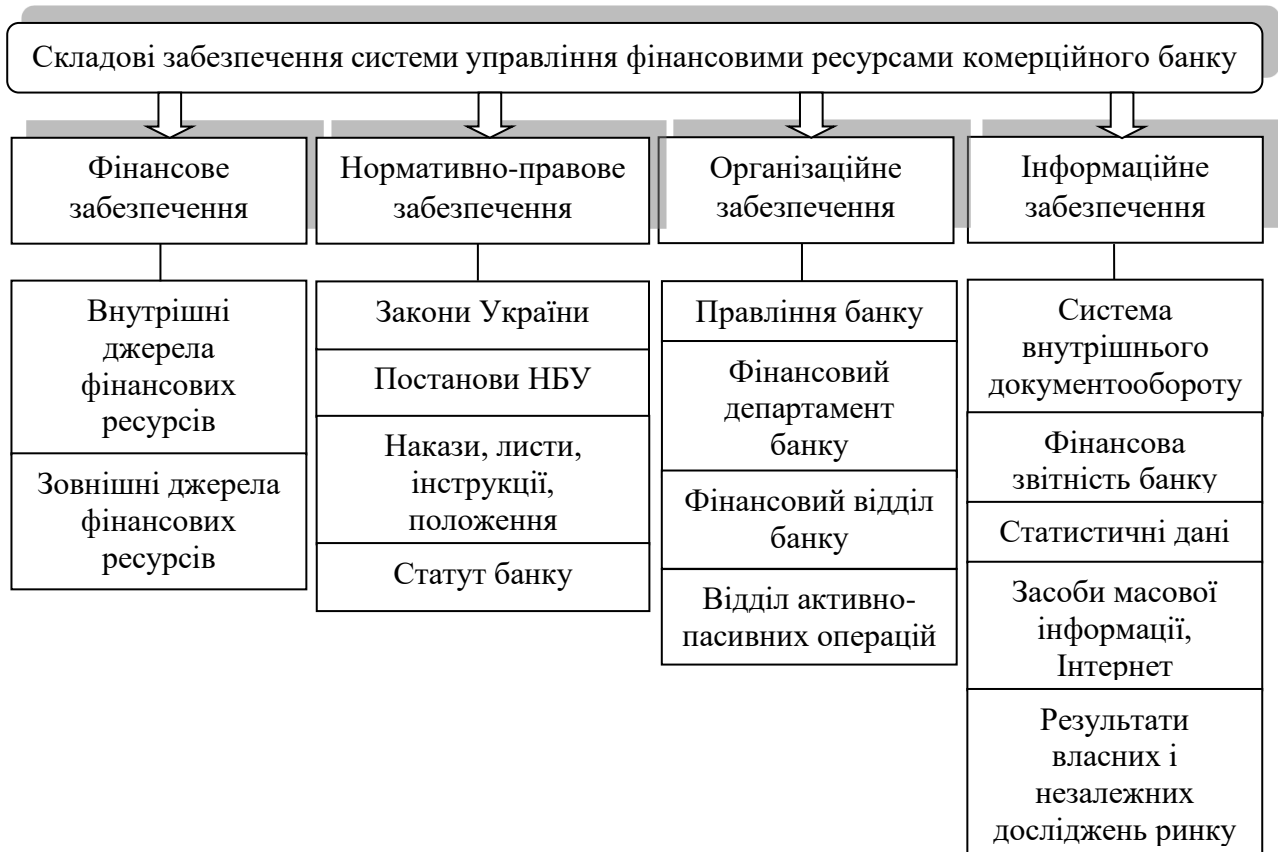 Складові забезпечення системи управління фінансовими ресурсами комерційного банку
Фінансове
забезпечення
Нормативно-правове
забезпечення
Організаційне
забезпечення
Інформаційне
забезпечення
Внутрішні
джерела
фінансових
ресурсів
Зовнішні джерела
фінансових
ресурсів
Закони України
Постанови НБУ
Накази, листи,
інструкції,
положення
Статут банку
Правління банку
Фінансовий
департамент
банку
Фінансовий відділ
банку
Відділ активно-
пасивних операцій
Система
внутрішнього
документообороту
Фінансова
звітність банку
Статистичні дані
Засоби масової
інформації,
Інтернет
Результати
власних і
незалежних
досліджень ринку